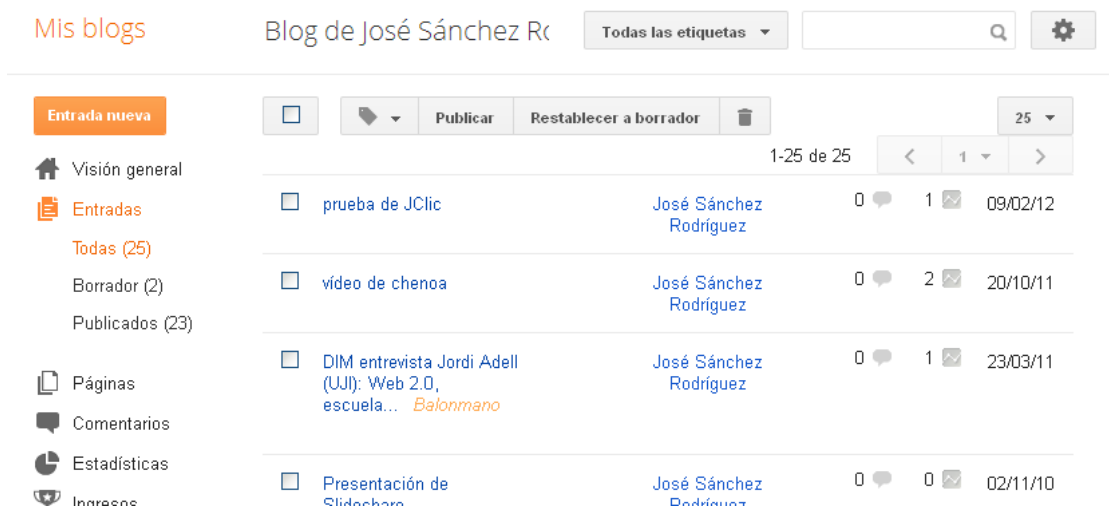 Mis blogs
Blog de José Sánchez Ro
Todas las etiquetas
Entrada nueva
Publicar
Restablecer a borrador
25
1-25 de 25
1
Visión general
Entradas
Todas (25)
Borrador (2)
Publicados (23)
Páginas
Comentarios
Estadísticas
Ingresos
prueba de JClic
José Sánchez
Rodríguez
0
1
09/02/12
vídeo de chenoa
José Sánchez
Rodríguez
0
2
20/10/11
DIM entrevista Jordi Adell
(UJI): Web 2.0,
escuela... Balonmano
José Sánchez
Rodríguez
0
1
23/03/11
Presentación de
Slideshare
José Sánchez
Rodríguez
0
0
02/11/10